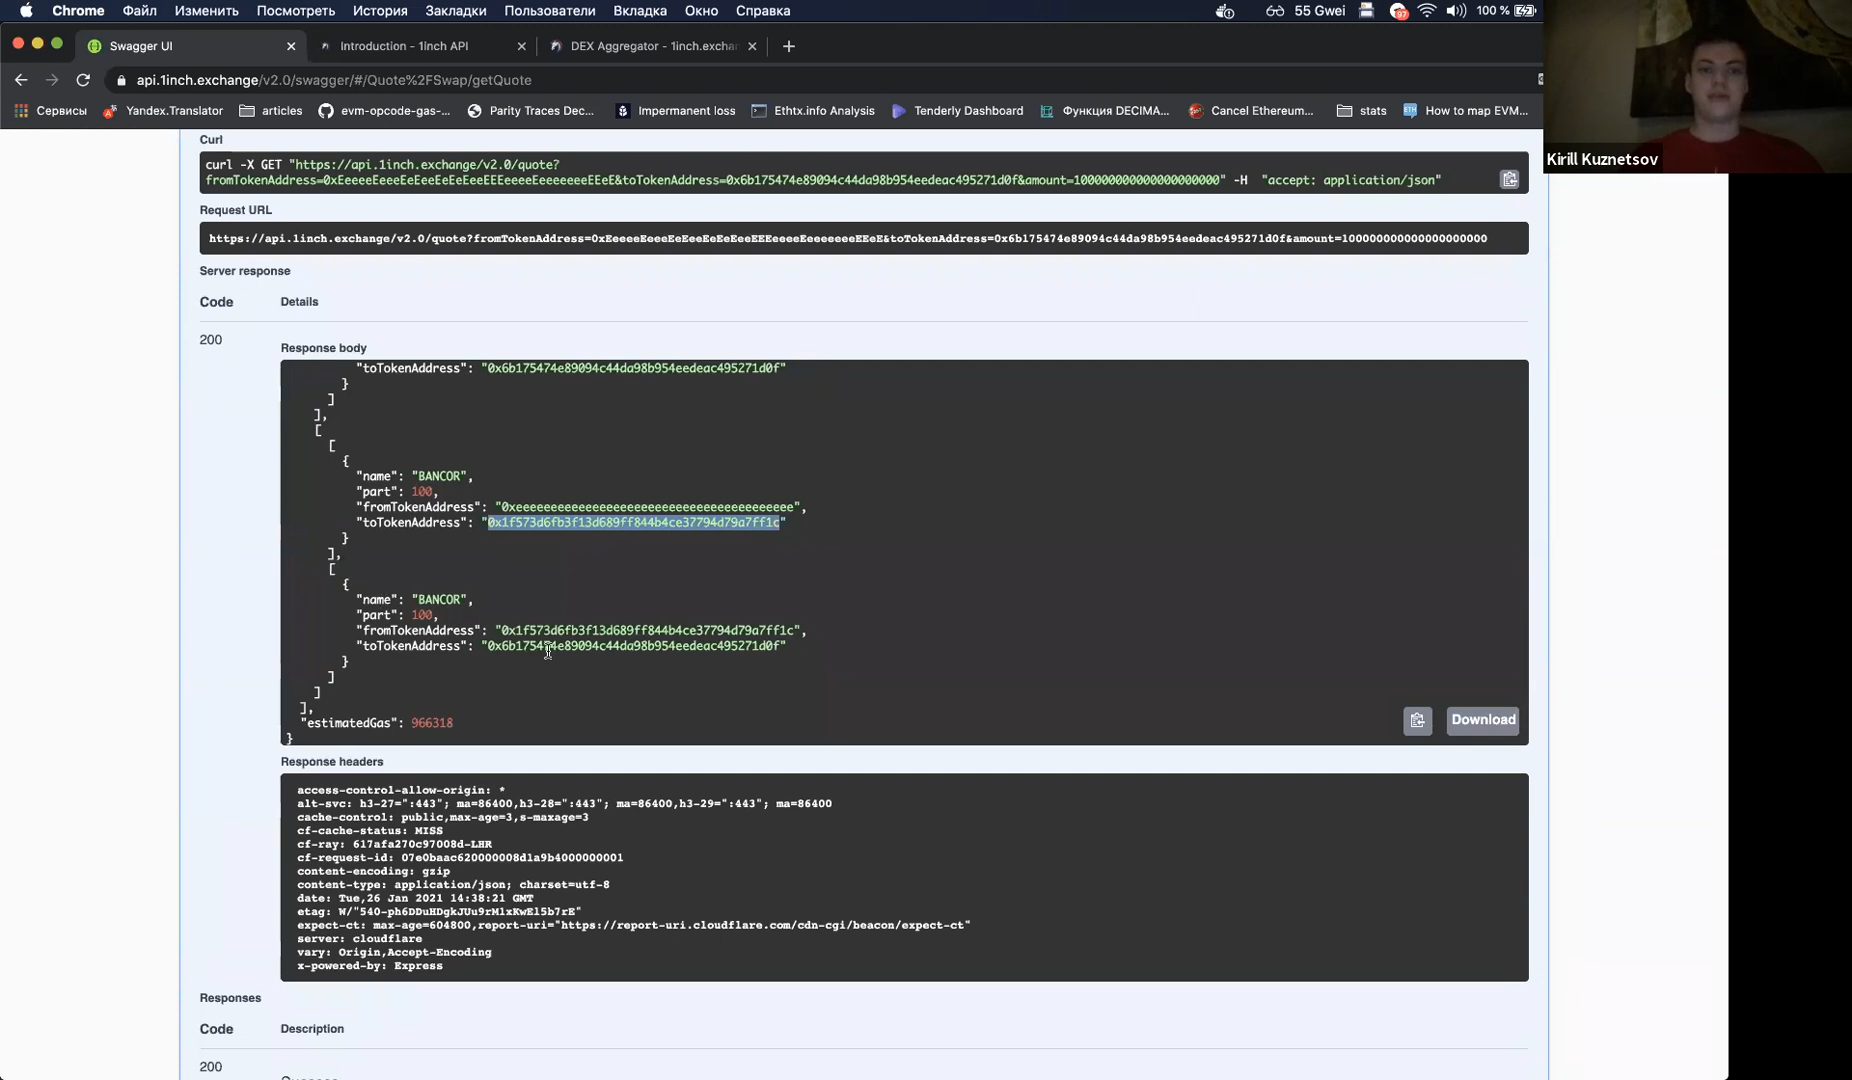 Chrome Файл Изменить Посмотреть История Закладки Пользователи Вкладка Окно Справка 55 Gwei 97 100 %
Swagger UI Introduction - 1inch API DEX Aggregator - 1inch.exchan
api.1inch.exchange/v2.0/swagger/#/Quote%2FSwap/getQuote
Сервисы Yandex.Translator articles evm-opcode-gas-... Parity Traces Dec... Impermanent loss Ethtx.info Analysis Tenderly Dashboard Функция DECIMA... Cancel Ethereum... stats How to map EVM...
Kirill Kuznetsov
Curl
curl -X GET "https://api.1inch.exchange/v2.0/quote?
&toTokenAddress=0x6b175474e89094c44da98b954eedeac495271d0f -H "accept: application/json"
Request URL
https://api.1inch.exchange/v2.0/quote?fromTokenAddress= &toTokenAddress=0x6b175474e89094c44da98b954eedeac495271d0f
Server response
Code Details
200
Response body
"toTokenAddress": "0x6b175474e89094c44da98b954eedeac495271d0f"
}
]
],
[
[
{
"name": "BANCOR",
"part": 100,
"fromTokenAddress": "0xeeeeeeeeeeeeeeeeeeeeeeeeeeeeeeeeeeeeeeee",
"toTokenAddress": "0x1f573d6fb3f13d689ff844b4ce37794d79a7ff1c"
}
],
[
{
"name": "BANCOR",
"part": 100,
"fromTokenAddress": "0x1f573d6fb3f13d689ff844b4ce37794d79a7ff1c",
"toTokenAddress": "0x6b175474e89094c44da98b954eedeac495271d0f"
}
]
]
],
"estimatedGas": 966318
}
Download
Response headers
access-control-allow-origin: *
alt-svc: h3-27=":443"; ma=86400,h3-28=":443"; ma=86400,h3-29=":443"; ma=86400
cache-control: public,max-age=3,s-maxage=3
cf-cache-status: MISS
cf-ray: 617afa270c97008d-LHR
cf-request-id: 07e0baac620000008d1a9b4000000001
content-encoding: gzip
content-type: application/json; charset=utf-8
date: Tue,26 Jan 2021 14:38:21 GMT
etag: W/"540-ph6DDuHDgkJUu9rMlxKwEl5b7rE"
expect-ct: max-age=604800,report-uri="https://report-uri.cloudflare.com/cdn-cgi/beacon/expect-ct"
server: cloudflare
vary: Origin,Accept-Encoding
x-powered-by: Express
Responses
Code Description
200